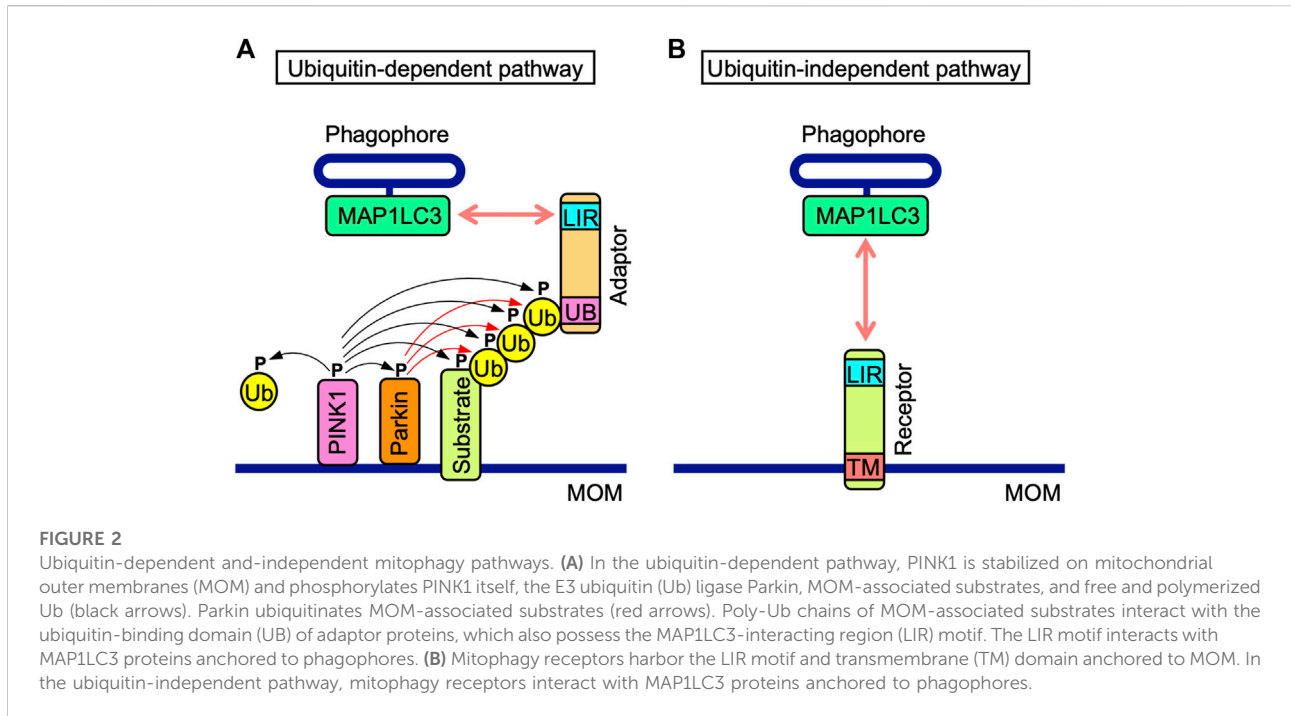 A
Ubiquitin-dependent pathway
Phagophore
MAP1LC3
LIR
UB
Adaptor
P
P
P
P
P
P
P
Ub
Ub
Ub
Ub
PINK1
Parkin
Substrate
MOM
B
Ubiquitin-independent pathway
Phagophore
MAP1LC3
LIR
TM
Receptor
MOM
FIGURE 2
Ubiquitin-dependent and-independent mitophagy pathways. (A) In the ubiquitin-dependent pathway, PINK1 is stabilized on mitochondrial
outer membranes (MOM) and phosphorylates PINK1 itself, the E3 ubiquitin (Ub) ligase Parkin, MOM-associated substrates, and free and polymerized
Ub (black arrows). Parkin ubiquitinates MOM-associated substrates (red arrows). Poly-Ub chains of MOM-associated substrates interact with the
ubiquitin-binding domain (UB) of adaptor proteins, which also possess the MAP1LC3-interacting region (LIR) motif. The LIR motif interacts with
MAP1LC3 proteins anchored to phagophores. (B) Mitophagy receptors harbor the LIR motif and transmembrane (TM) domain anchored to MOM. In
the ubiquitin-independent pathway, mitophagy receptors interact with MAP1LC3 proteins anchored to phagophores.